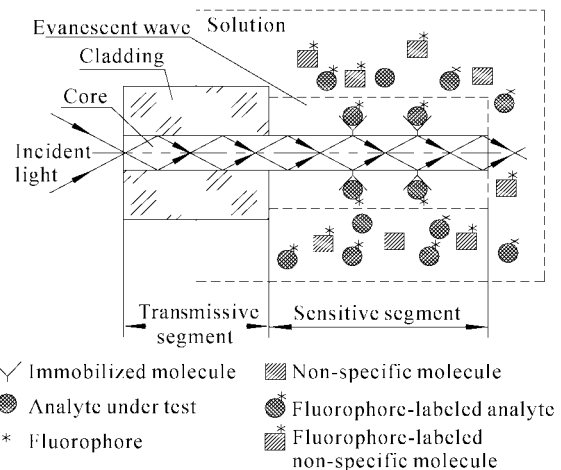 Evanescent wave
Solution
Cladding
Core
Incident
light
Transmissive
segment
Sensitive segment
Immobilized molecule
Non-specific molecule
Analyte under test
Fluorophore-labeled analyte
Fluorophore
Fluorophore-labeled
non-specific molecule